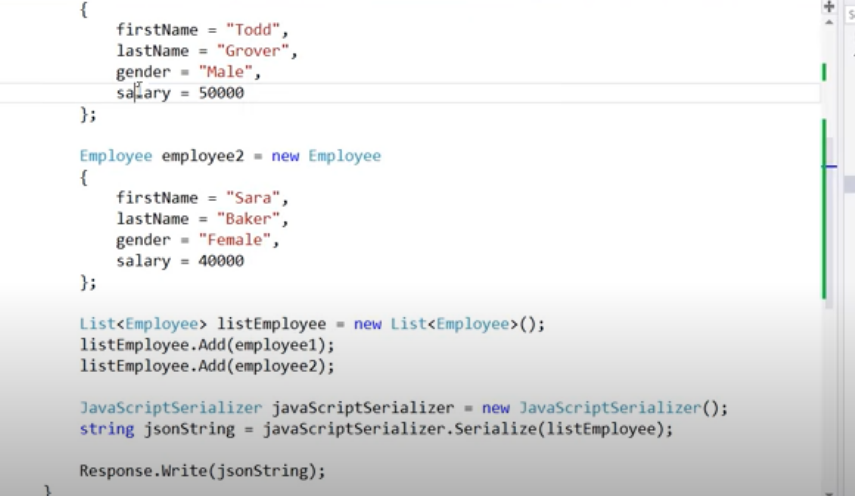 {
firstName = "Todd",
lastName = "Grover",
gender = "Male",
salary = 50000
};
Employee employee2 = new Employee
{
firstName = "Sara",
lastName = "Baker",
gender = "Female",
salary = 40000
};
List<Employee> listEmployee = new List<Employee>();
listEmployee.Add(employee1);
listEmployee.Add(employee2);
JavaScriptSerializer javaScriptSerializer = new JavaScriptSerializer();
string jsonString = javaScriptSerializer.Serialize(listEmployee);
Response.Write(jsonString);
}